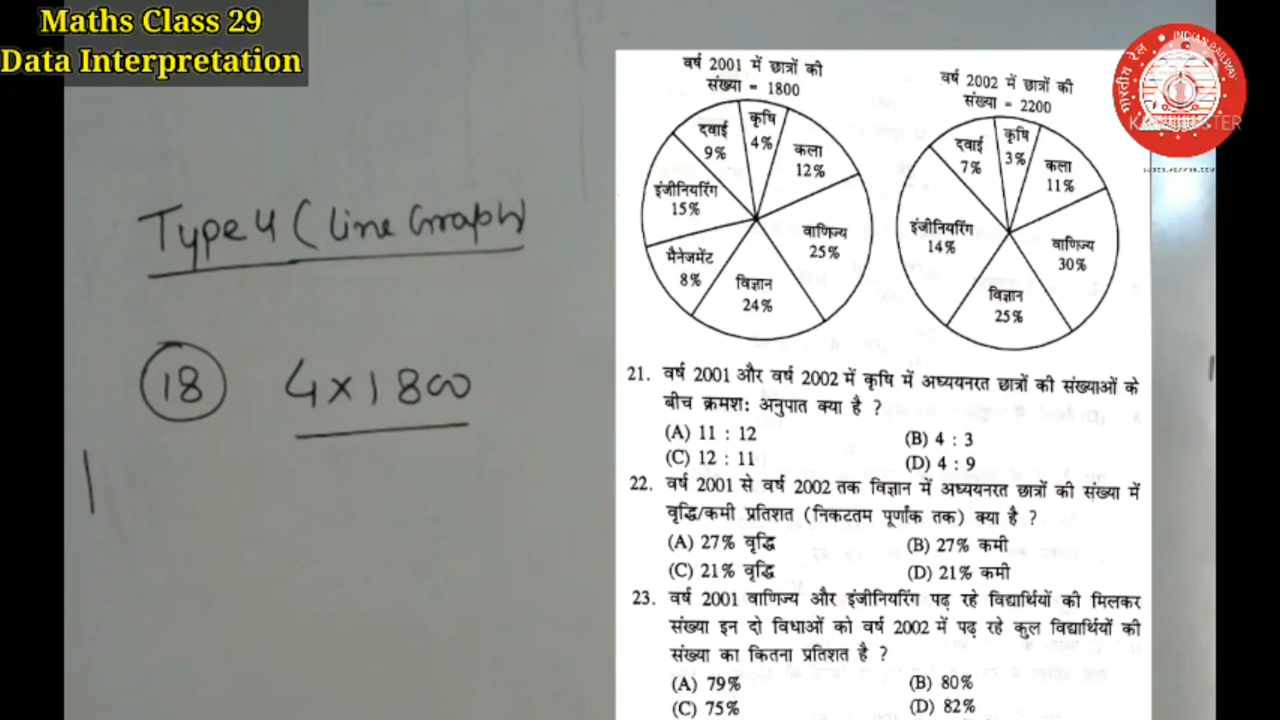 Maths Class 29
Data Interpretation
Type 4 (Line Graph)
18 4×1800
वर्ष 2001 में छात्रों की
संख्या = 1800
कृषि
4%
कला
12%
वाणिज्य
25%
विज्ञान
24%
मैनेजमेंट
8%
इंजीनियरिंग
15%
दवाई
9%
वर्ष 2002 में छात्रों की
संख्या = 2200
कृषि
3%
कला
11%
वाणिज्य
30%
विज्ञान
25%
इंजीनियरिंग
14%
दवाई
7%
21. वर्ष 2001 और वर्ष 2002 में कृषि में अध्ययनरत छात्रों की संख्याओं के
बीच क्रमशः अनुपात क्या है ?
(A) 11 : 12 (B) 4 : 3
(C) 12 : 11 (D) 4 : 9
22. वर्ष 2001 से वर्ष 2002 तक विज्ञान में अध्ययनरत छात्रों की संख्या में
वृद्धि/कमी प्रतिशत (निकटतम पूर्णांक तक) क्या है ?
(A) 27% वृद्धि (B) 27% कमी
(C) 21% वृद्धि (D) 21% कमी
23. वर्ष 2001 वाणिज्य और इंजीनियरिंग पढ़ रहे विद्यार्थियों की मिलकर
संख्या इन दो विधाओं को वर्ष 2002 में पढ़ रहे कुल विद्यार्थियों की
संख्या का कितना प्रतिशत है ?
(A) 79% (B) 80%
(C) 75% (D) 82%
भारतीय रेल
INDIAN RAILWAY